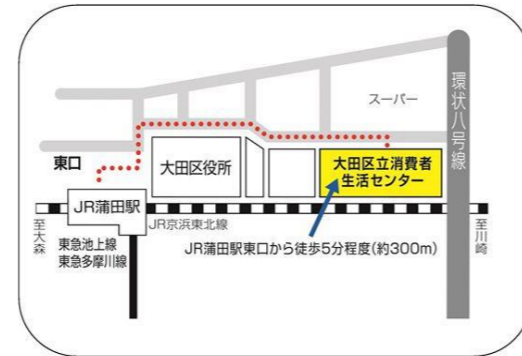 スーパー
環状八号線
東口
大田区役所
大田区立消費者
生活センター
JR蒲田駅
JR京浜東北線
至大森
至川崎
東急池上線
東急多摩川線
JR蒲田駅東口から徒歩5分程度(約300m)